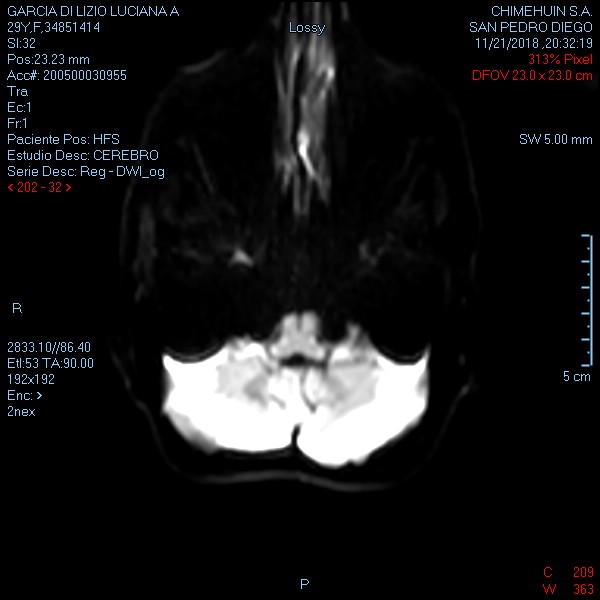 GARCIA DI LIZIO LUCIANA A
29Y,F,34851414
Sl:32
Pos:23.23 mm
Acc#: 200500030955
Tra
Ec:1
Fr:1
Paciente Pos: HFS
Estudio Desc: CEREBRO
Serie Desc: Reg - DWI_og
< 202 - 32 >
Lossy
CHIMEHUIN S.A.
SAN PEDRO DIEGO
11/21/2018 ,20:32:19
313% Pixel
DFOV 23.0 x 23.0 cm
SW 5.00 mm
R
2833.10//86.40
Etl:53 TA:90.00
192x192
Enc: >
2nex
5 cm
P
C 209
W 363